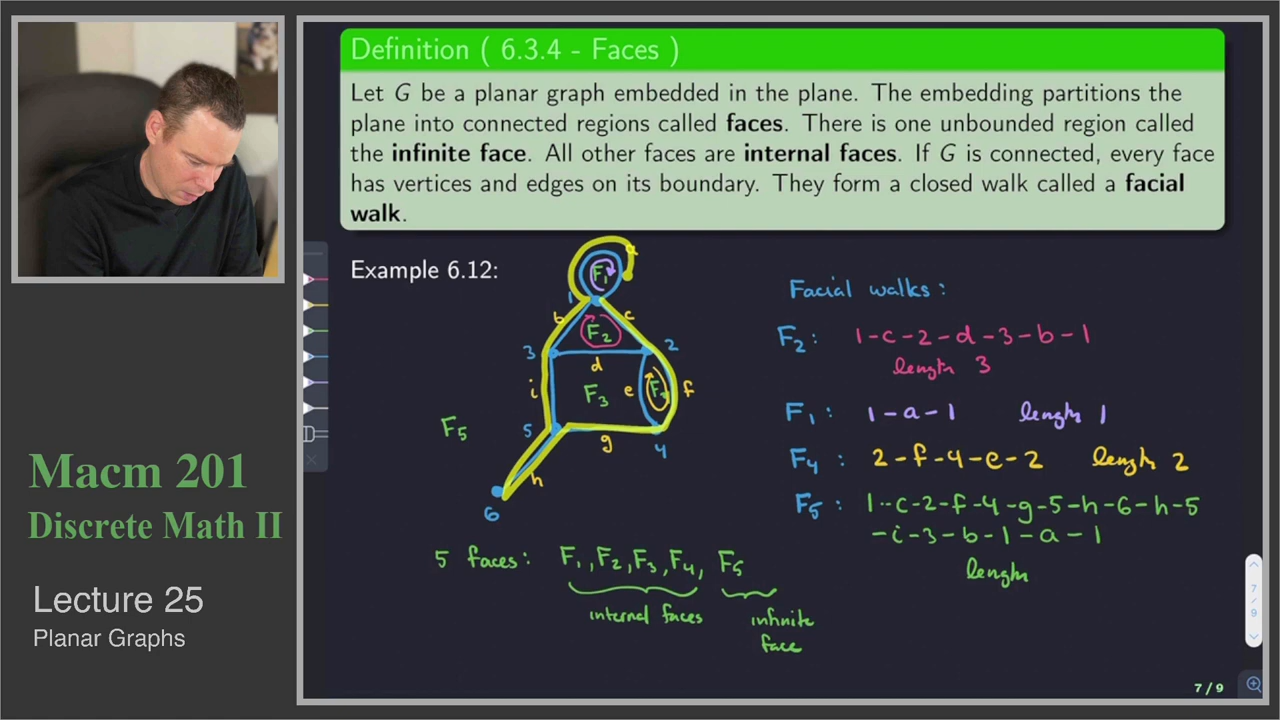 Definition ( 6.3.4 - Faces )
Let G be a planar graph embedded in the plane. The embedding partitions the
plane into connected regions called faces. There is one unbounded region called
the infinite face. All other faces are internal faces. If G is connected, every face
has vertices and edges on its boundary. They form a closed walk called a facial
walk.
Example 6.12:
a
F₁
1
b
c
F₂
3
2
d
i
F₃
e
F₄
f
F₅
5
g
4
h
6
5 faces: F₁, F₂, F₃, F₄, F₅
internal faces
infinite
face
Facial walks:
F₂: 1-c-2-d-3-b-1
length 3
F₁: 1-a-1 length 1
F₄: 2-f-4-e-2 length 2
F₅: 1-c-2-f-4-g-5-h-6-h-5
-i-3-b-1-a-1
length
Macm 201
Discrete Math II
Lecture 25
Planar Graphs
7
/
9
7 / 9